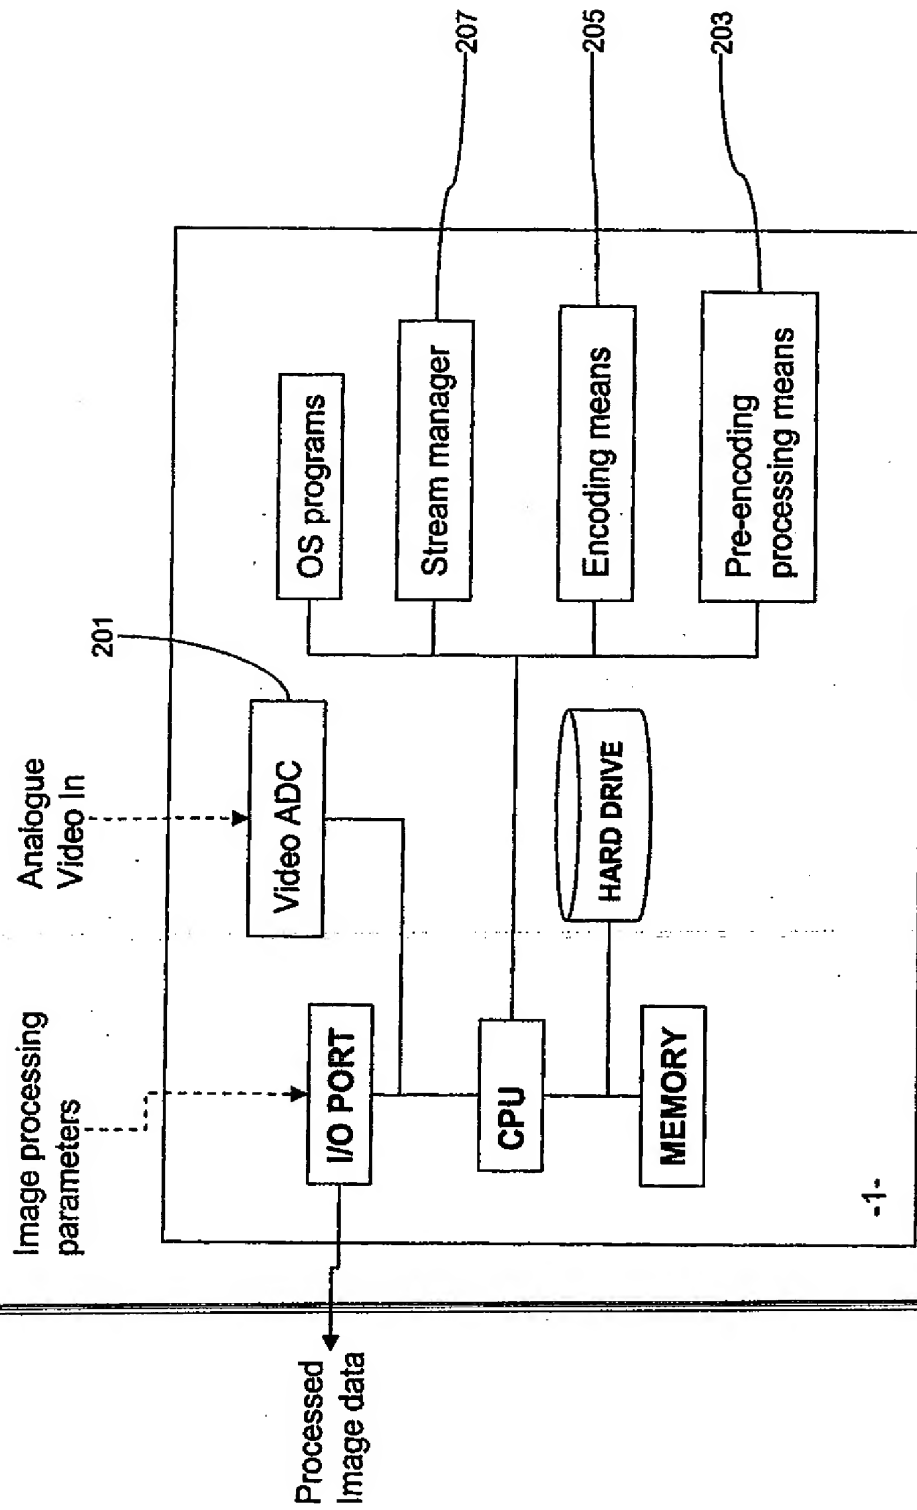 Image processing
parameters
Analogue
Video In
201
I/O PORT
Video ADC
OS programs
Processed
Image data
Stream manager
207
CPU
HARD DRIVE
Encoding means
205
MEMORY
Pre-encoding
processing means
203
-1-